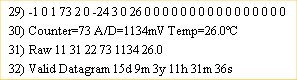 29) -1 0 1 73 2 0 -24 3 0 26 0 0 0 0 0 0 0 0 0 0 0 0 0 0 0 0 0
30) Counter=73 A/D=1134mV Temp=26.0ºC
31) Raw 11 31 22 73 1134 26.0
32) Valid Datagram 15d 9m 3y 11h 31m 36s